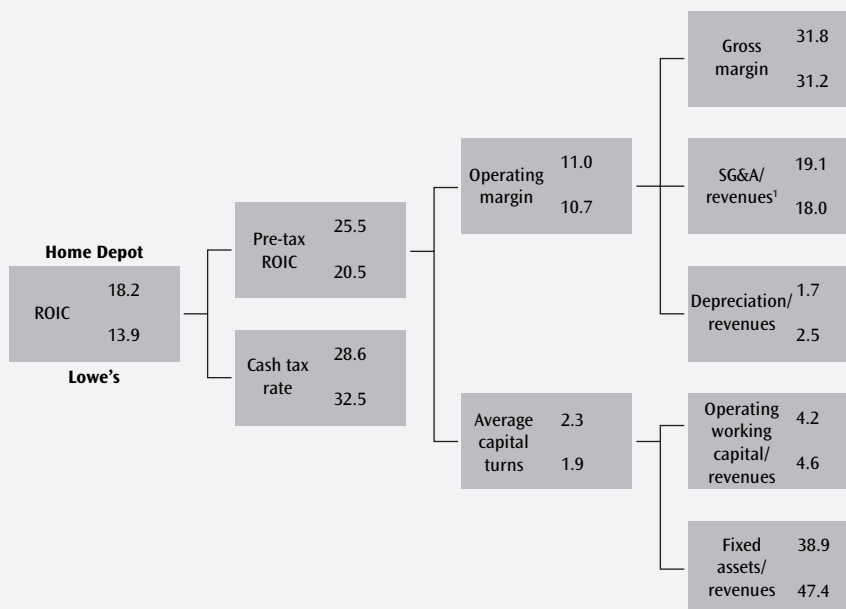 Home Depot
ROIC
18.2
13.9
Lowe's
Pre-tax
ROIC
25.5
20.5
Cash tax
rate
28.6
32.5
Operating
margin
11.0
10.7
Average
capital
turns
2.3
1.9
Gross
margin
31.8
31.2
SG&A/
revenues¹
19.1
18.0
Depreciation/
revenues
1.7
2.5
Operating
working
capital/
revenues
4.2
4.6
Fixed
assets/
revenues
38.9
47.4